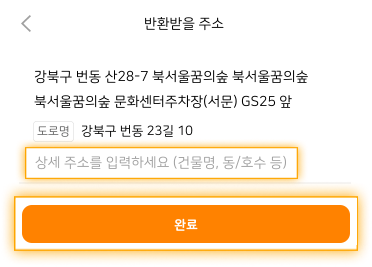 반환받을 주소
강북구 번동 산28-7 북서울꿈의숲 북서울꿈의숲
북서울꿈의숲 문화센터주차장(서문) GS25 앞
도로명 강북구 번동 23길 10
상세 주소를 입력하세요 (건물명, 동/호수 등)
완료